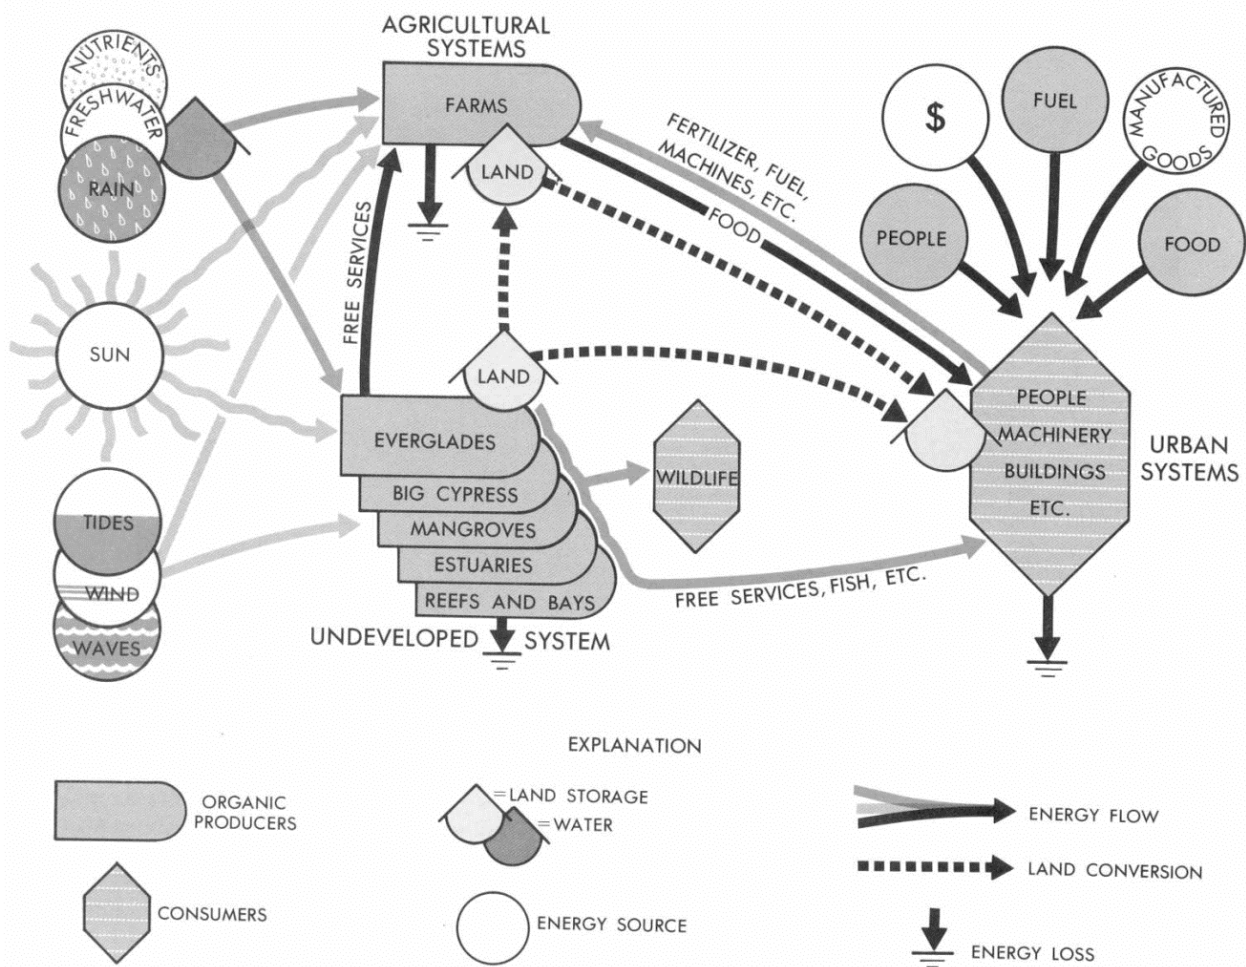 AGRICULTURAL
SYSTEMS
NUTRIENTS
FRESHWATER
RAIN
FARMS
LAND
FERTILIZER, FUEL,
MACHINES, ETC.
FOOD
$
FUEL
MANUFACTURED
GOODS
PEOPLE
FOOD
FREE SERVICES
SUN
LAND
EVERGLADES
BIG CYPRESS
MANGROVES
ESTUARIES
REEFS AND BAYS
UNDEVELOPED SYSTEM
WILDLIFE
PEOPLE
MACHINERY
BUILDINGS
ETC.
URBAN
SYSTEMS
TIDES
WIND
WAVES
FREE SERVICES, FISH, ETC.
EXPLANATION
ORGANIC
PRODUCERS
=LAND STORAGE
=WATER
ENERGY FLOW
LAND CONVERSION
CONSUMERS
ENERGY SOURCE
ENERGY LOSS